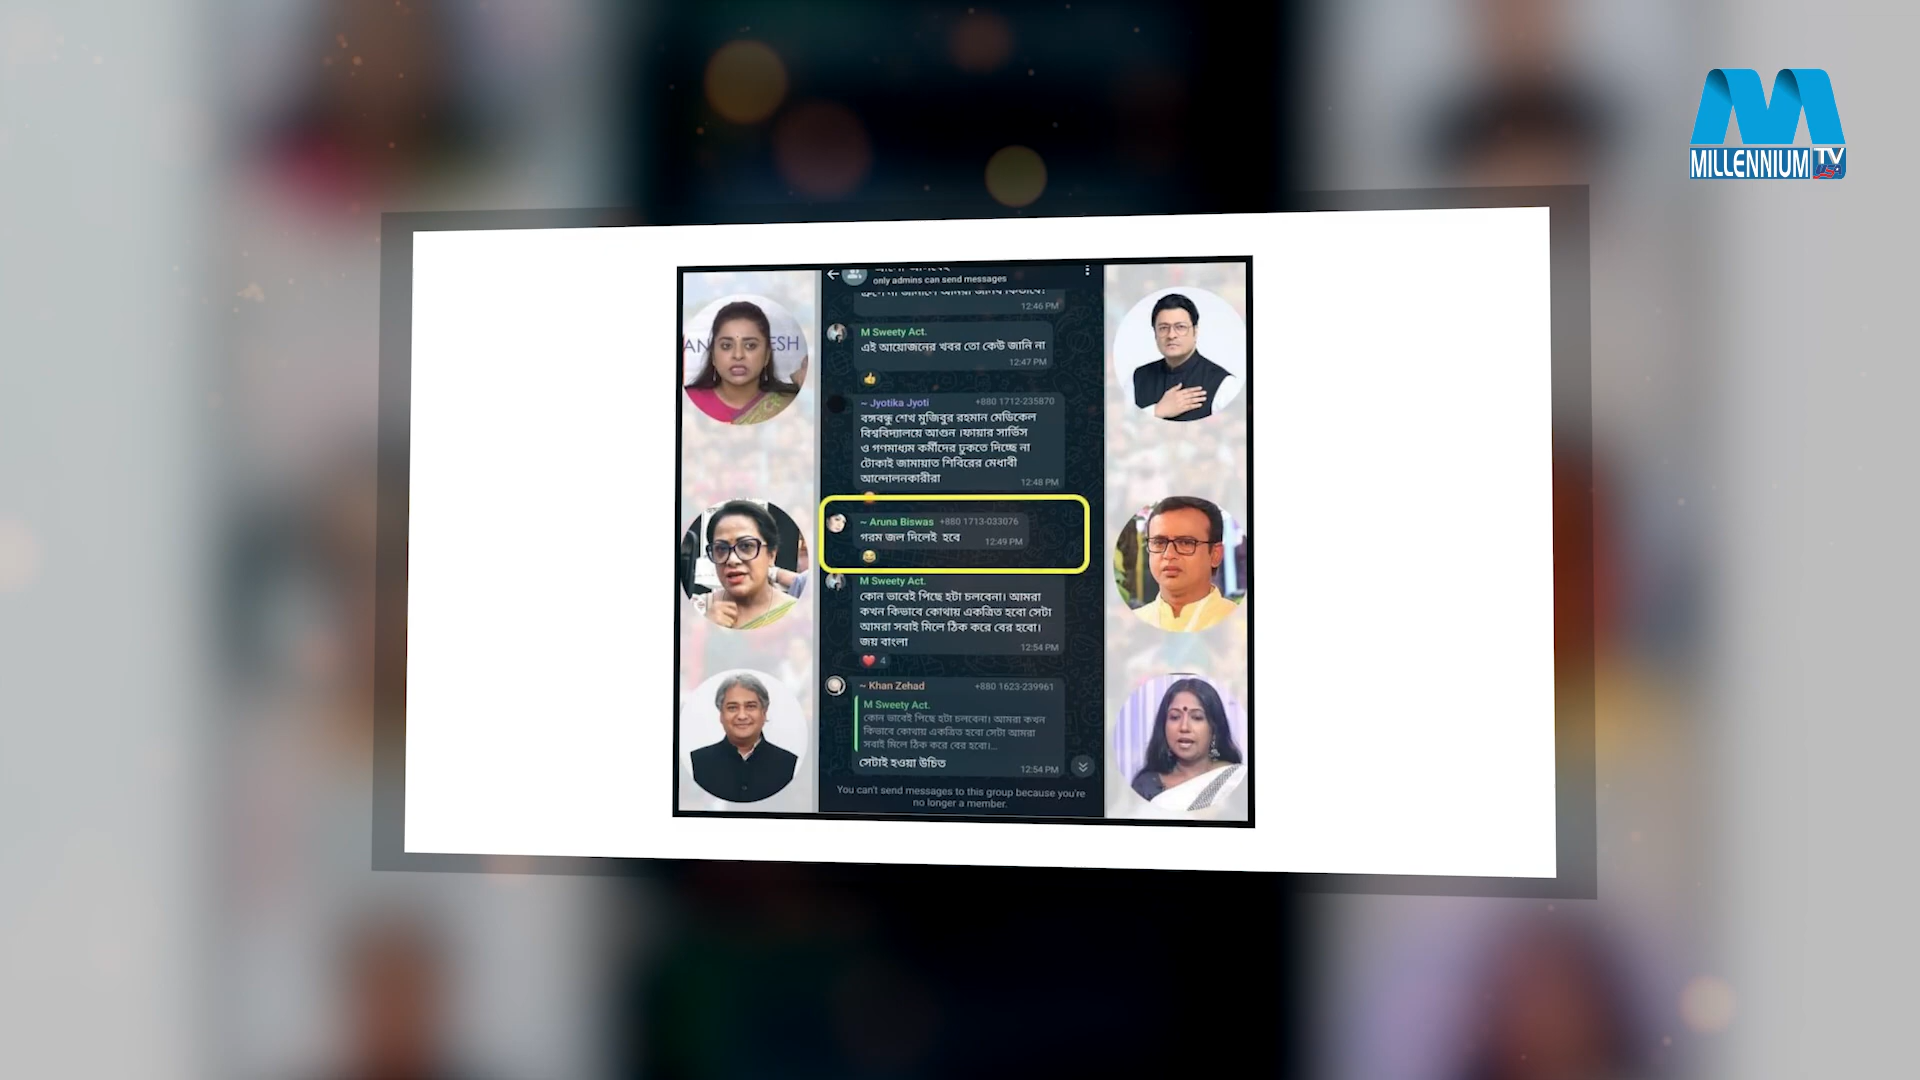 MILLENNIUM TV
USA
only admins can send messages
12:46 PM
M Sweety Act.
এই আয়োজনের খবর তো কেউ জানি না
12:47 PM
~ Jyotika Jyoti +880 1712-235870
বঙ্গবন্ধু শেখ মুজিবুর রহমান মেডিকেল
বিশ্ববিদ্যালয়ে আগুন ।ফায়ার সার্ভিস
ও গণমাধ্যম কর্মীদের ঢুকতে দিচ্ছে না
টোকাই জামায়াত শিবিরের মেধাবী
আন্দোলনকারীরা
12:48 PM
~ Aruna Biswas +880 1713-033076
গরম জল দিলেই হবে
12:49 PM
M Sweety Act.
কোন ভাবেই পিছে হটা চলবেনা। আমরা
কখন কিভাবে কোথায় একত্রিত হবো সেটা
আমরা সবাই মিলে ঠিক করে বের হবো।
জয় বাংলা
12:54 PM
4
~ Khan Zehad +880 1623-239961
M Sweety Act.
কোন ভাবেই পিছে হটা চলবেনা। আমরা কখন
কিভাবে কোথায় একত্রিত হবো সেটা আমরা
সবাই মিলে ঠিক করে বের হবো।...
সেটাই হওয়া উচিত
12:54 PM
You can't send messages to this group because you're
no longer a member.